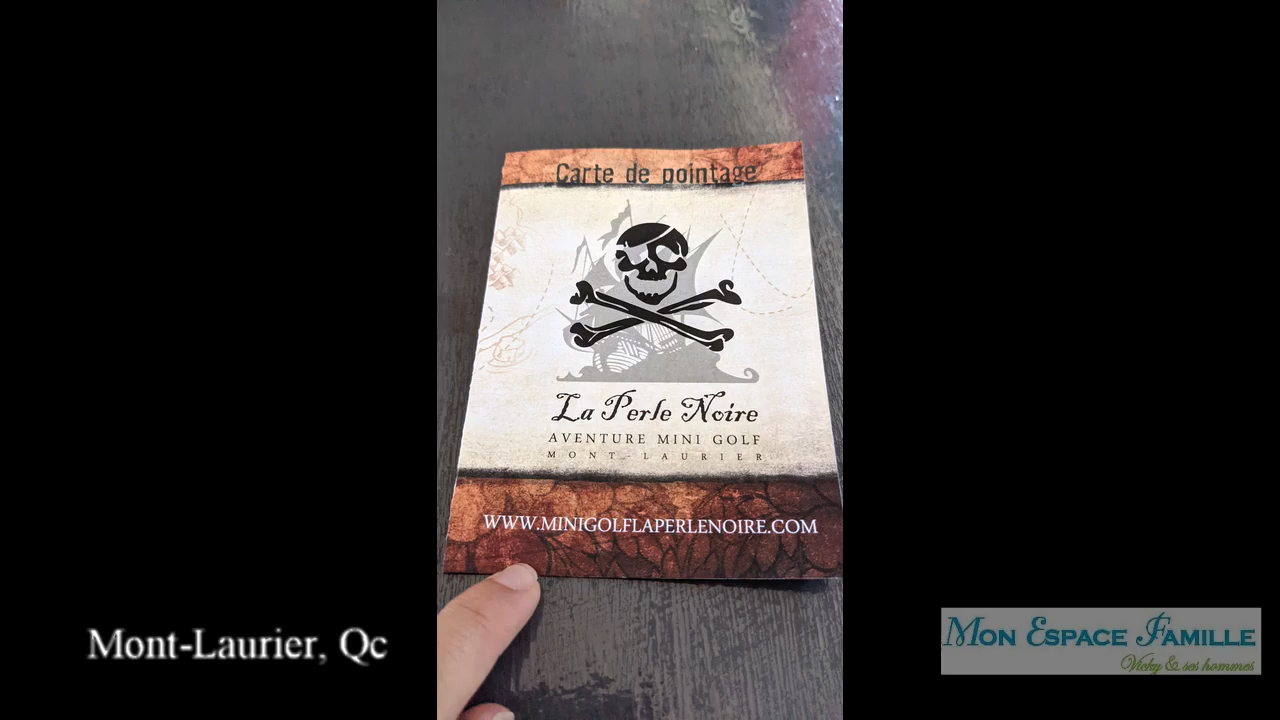 Carte de pointage
La Perle Noire
AVENTURE MINI GOLF
MONT-LAURIER
WWW.MINIGOLFLAPERLENOIRE.COM
Mont-Laurier, Qc
MON ESPACE FAMILLE
Vicky & ses hommes